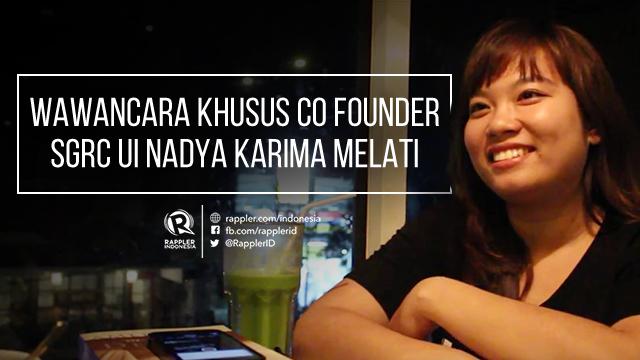 WAWANCARA KHUSUS CO FOUNDER
SGRC UI NADYA KARIMA MELATI
R
RAPPLER
INDONESIA
rappler.com/indonesia
fb.com/rapplerid
@RapplerID